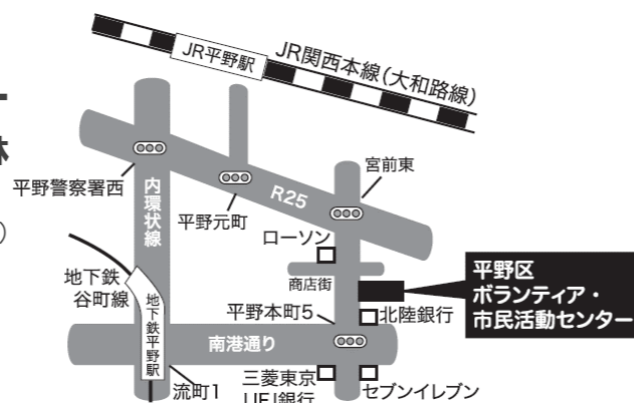 JR平野駅
JR関西本線(大和路線)
平野警察署西
内環状線
平野元町
R25
宮前東
ローソン
商店街
地下鉄
谷町線
地下鉄平野駅
平野本町5
北陸銀行
平野区
ボランティア・
市民活動センター
南港通り
流町1
三菱東京
UFJ銀行
セブンイレブン